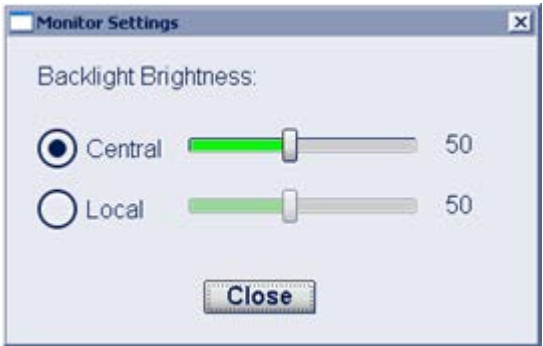 Monitor Settings
Backlight Brightness:
Central 50
Local 50
Close